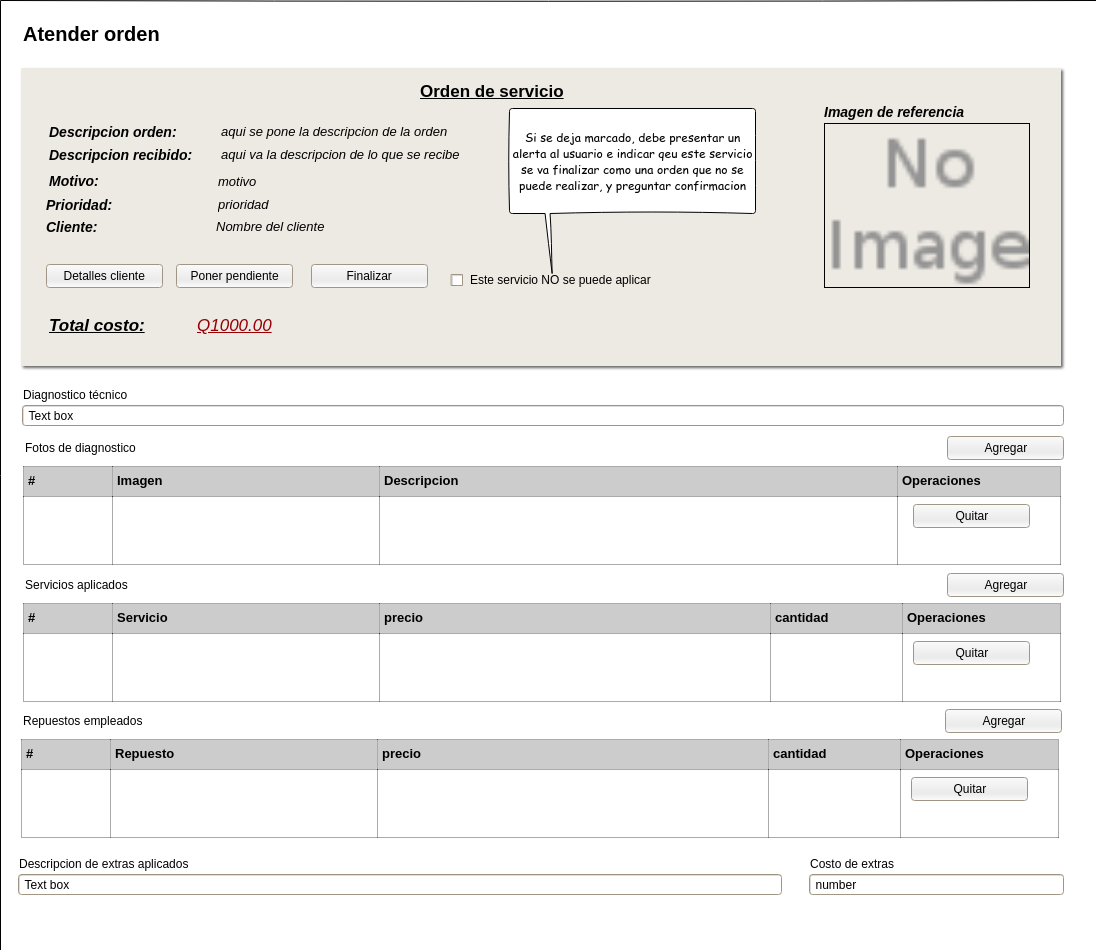 Atender orden
Orden de servicio
Imagen de referencia
No
Image
Descripcion orden: aqui se pone la descripcion de la orden
Descripcion recibido: aqui va la descripcion de lo que se recibe
Motivo: motivo
Prioridad: prioridad
Cliente: Nombre del cliente
Si se deja marcado, debe presentar un
alerta al usuario e indicar qeu este servicio
se va finalizar como una orden que no se
puede realizar, y preguntar confirmacion
Detalles cliente Poner pendiente Finalizar Este servicio NO se puede aplicar
Total costo: Q1000.00
Diagnostico técnico
Text box
Fotos de diagnostico Agregar
# Imagen Descripcion Operaciones
Quitar
Servicios aplicados Agregar
# Servicio precio cantidad Operaciones
Quitar
Repuestos empleados Agregar
# Repuesto precio cantidad Operaciones
Quitar
Descripcion de extras aplicados Costo de extras
Text box number